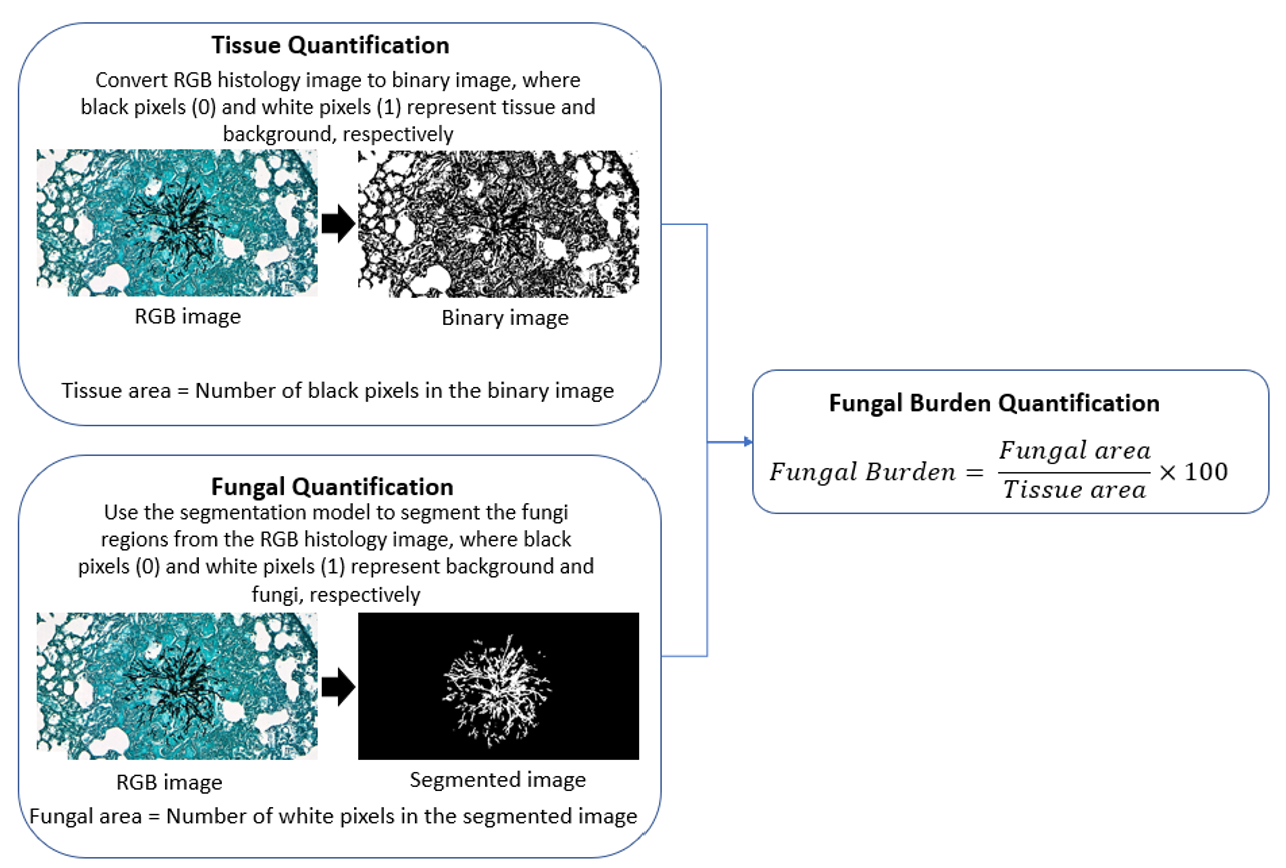 Tissue Quantification
Convert RGB histology image to binary image, where
black pixels (0) and white pixels (1) represent tissue and
background, respectively
RGB image
Binary image
Tissue area = Number of black pixels in the binary image
Fungal Quantification
Use the segmentation model to segment the fungi
regions from the RGB histology image, where black
pixels (0) and white pixels (1) represent background and
fungi, respectively
RGB image
Segmented image
Fungal area = Number of white pixels in the segmented image
Fungal Burden Quantification
Fungal Burden = Fungal area / Tissue area × 100